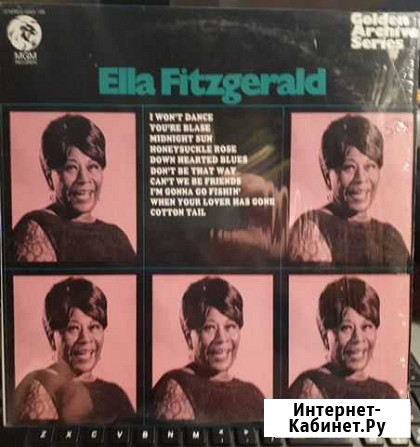 MGM
RECORDS
Golden
Archive
Series
Ella Fitzgerald
I WON'T DANCE
YOU'RE BLASE
MIDNIGHT SUN
HONEYSUCKLE ROSE
DOWN HEARTED BLUES
DON'T BE THAT WAY
CAN'T WE BE FRIENDS
I'M GONNA GO FISHIN'
WHEN YOUR LOVER HAS GONE
COTTON TAIL
Z X C V B N M
Интернет-
Кабинет.Ру